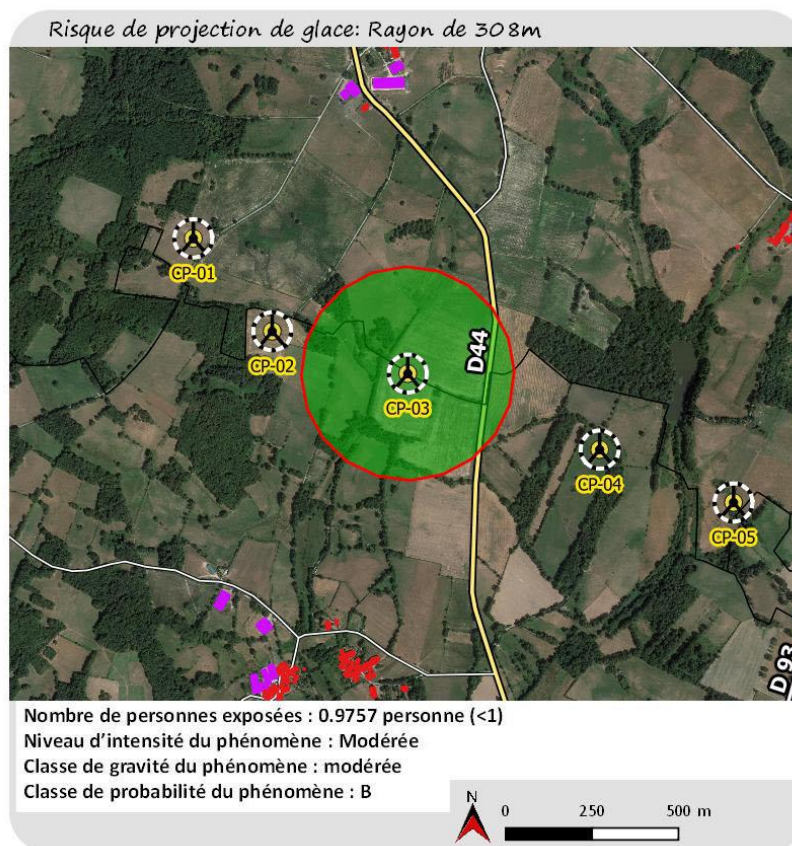 Risque de projection de glace: Rayon de 308m
CP-01
CP-02
CP-03
D44
CP-04
CP-05
D 93
Nombre de personnes exposées : 0.9757 personne (<1)
Niveau d'intensité du phénomène : Modérée
Classe de gravité du phénomène : modérée
Classe de probabilité du phénomène : B
N
0 250 500 m